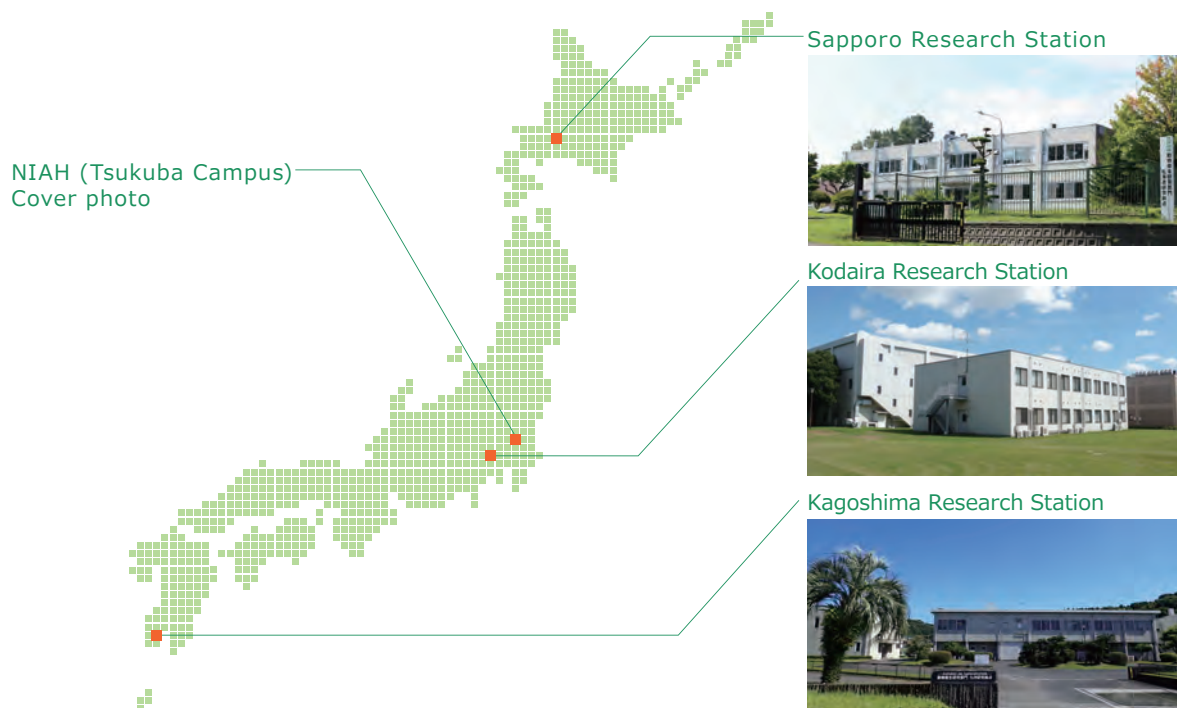 Sapporo Research Station
NIAH (Tsukuba Campus)
Cover photo
Kodaira Research Station
Kagoshima Research Station